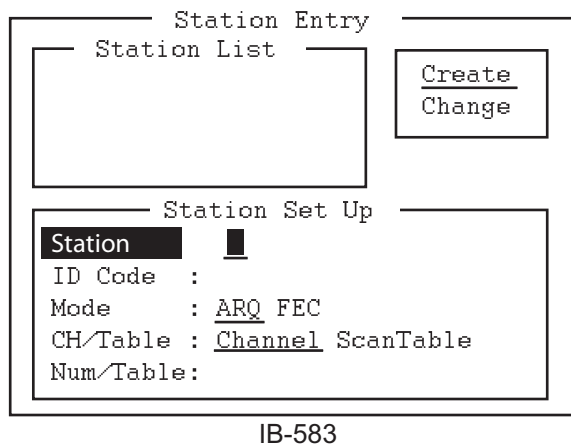 Station Entry
Station List
Create
Change
Station Set Up
Station
ID Code :
Mode : ARQ FEC
CH/Table : Channel ScanTable
Num/Table:
IB-583